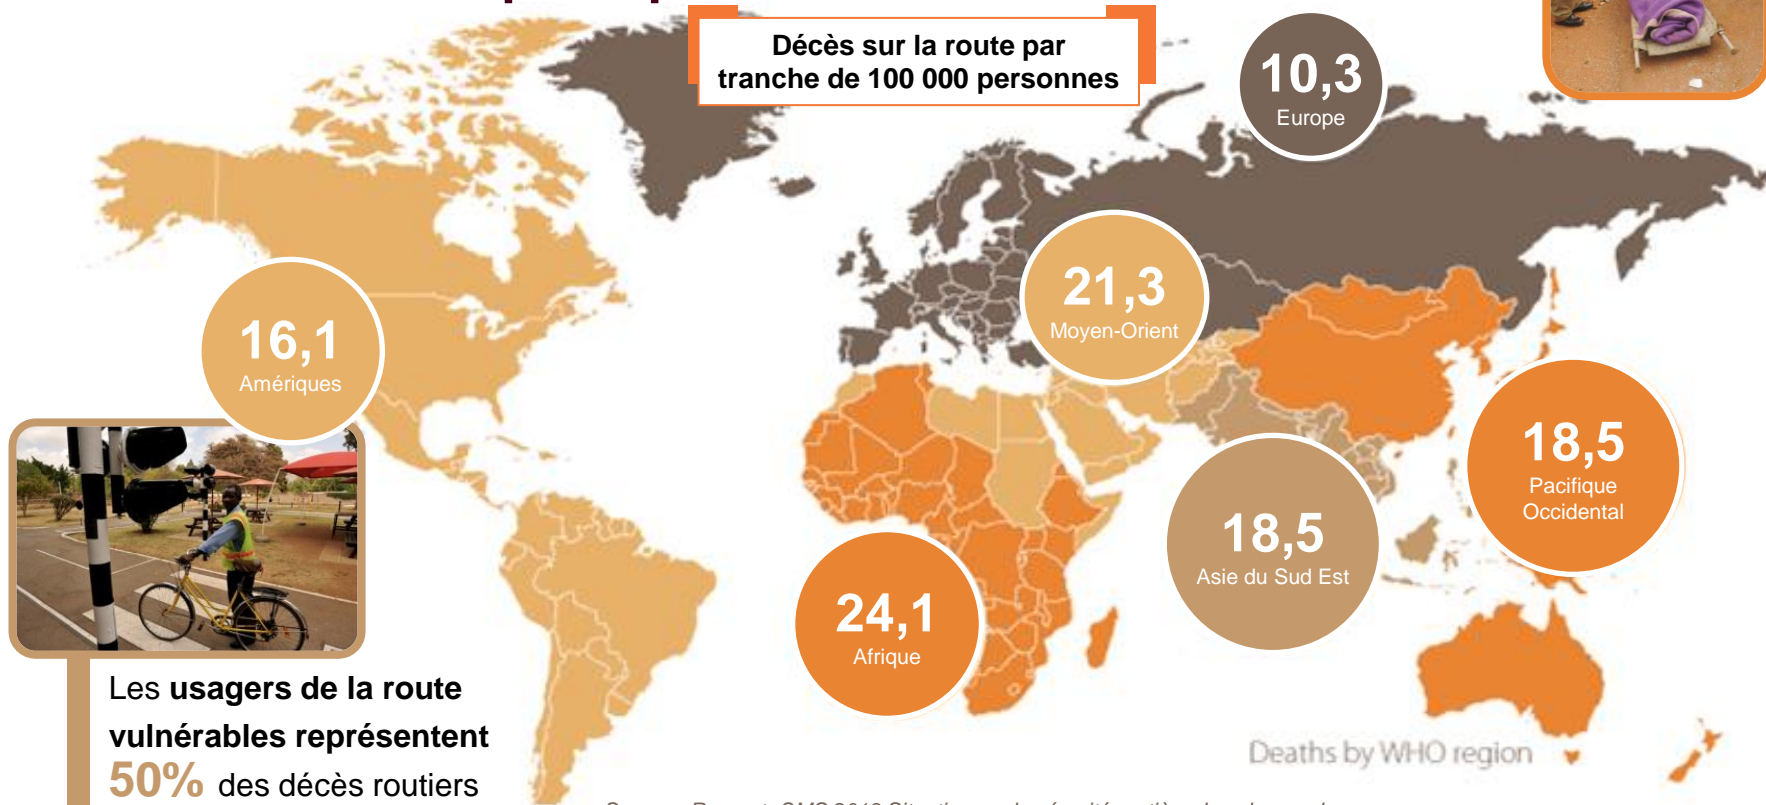 Décès sur la route par
tranche de 100 000 personnes
10,3
Europe
21,3
Moyen-Orient
16,1
Amériques
18,5
Pacifique
Occidental
18,5
Asie du Sud Est
24,1
Afrique
Les usagers de la route
vulnérables représentent
50% des décès routiers
Deaths by WHO region